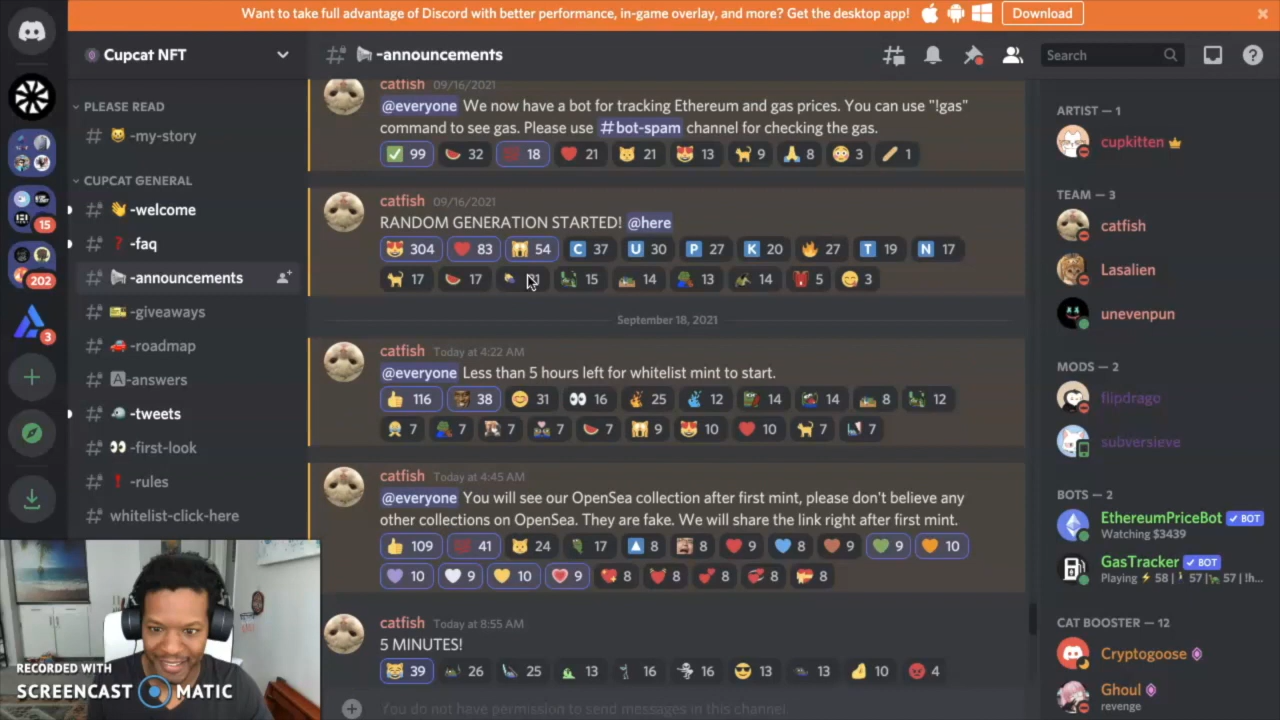 Want to take full advantage of Discord with better performance, in-game overlay, and more? Get the desktop app!
Download
Cupcat NFT
-announcements
Search
PLEASE READ
-my-story
CUPCAT GENERAL
-welcome
-faq
-announcements
-giveaways
-roadmap
-answers
-tweets
-first-look
-rules
whitelist-click-here
15
202
3
catfish 09/16/2021
@everyone We now have a bot for tracking Ethereum and gas prices. You can use "!gas"
command to see gas. Please use #bot-spam channel for checking the gas.
99 32 18 21 21 13 9 8 3 1
catfish 09/16/2021
RANDOM GENERATION STARTED! @here
304 83 54 C 37 U 30 P 27 K 20 27 T 19 N 17
17 17 15 14 13 14 5 3
September 18, 2021
catfish Today at 4:22 AM
@everyone Less than 5 hours left for whitelist mint to start.
116 38 31 16 25 12 14 14 8 12
7 7 7 7 7 9 10 10 7 7
catfish Today at 4:45 AM
@everyone You will see our OpenSea collection after first mint, please don't believe any
other collections on OpenSea. They are fake. We will share the link right after first mint.
109 41 24 17 8 8 9 8 9 9 10
10 9 10 9 8 8 8 8 8
catfish Today at 8:55 AM
5 MINUTES!
39 26 25 13 16 16 13 13 10 4
You do not have permission to send messages in this channel.
ARTIST — 1
cupkitten
TEAM — 3
catfish
Lasalien
unevenpun
MODS — 2
flipdrago
subversieve
BOTS — 2
EthereumPriceBot BOT
Watching $3439
GasTracker BOT
Playing 58 | 57 | 57 | !h...
CAT BOOSTER — 12
Cryptogoose
Ghoul
revenge
RECORDED WITH
SCREENCAST MATIC